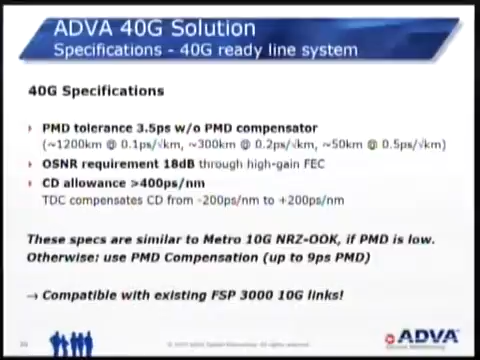 ADVA 40G Solution
Specifications - 40G ready line system
40G Specifications
PMD tolerance 3.5ps w/o PMD compensator
(~1200km @ 0.1ps/√km, ~300km @ 0.2ps/√km, ~50km @ 0.5ps/√km)
OSNR requirement 18dB through high-gain FEC
CD allowance >400ps/nm
TDC compensates CD from -200ps/nm to +200ps/nm
These specs are similar to Metro 10G NRZ-OOK, if PMD is low.
Otherwise: use PMD Compensation (up to 9ps PMD)
→ Compatible with existing FSP 3000 10G links!
ADVA